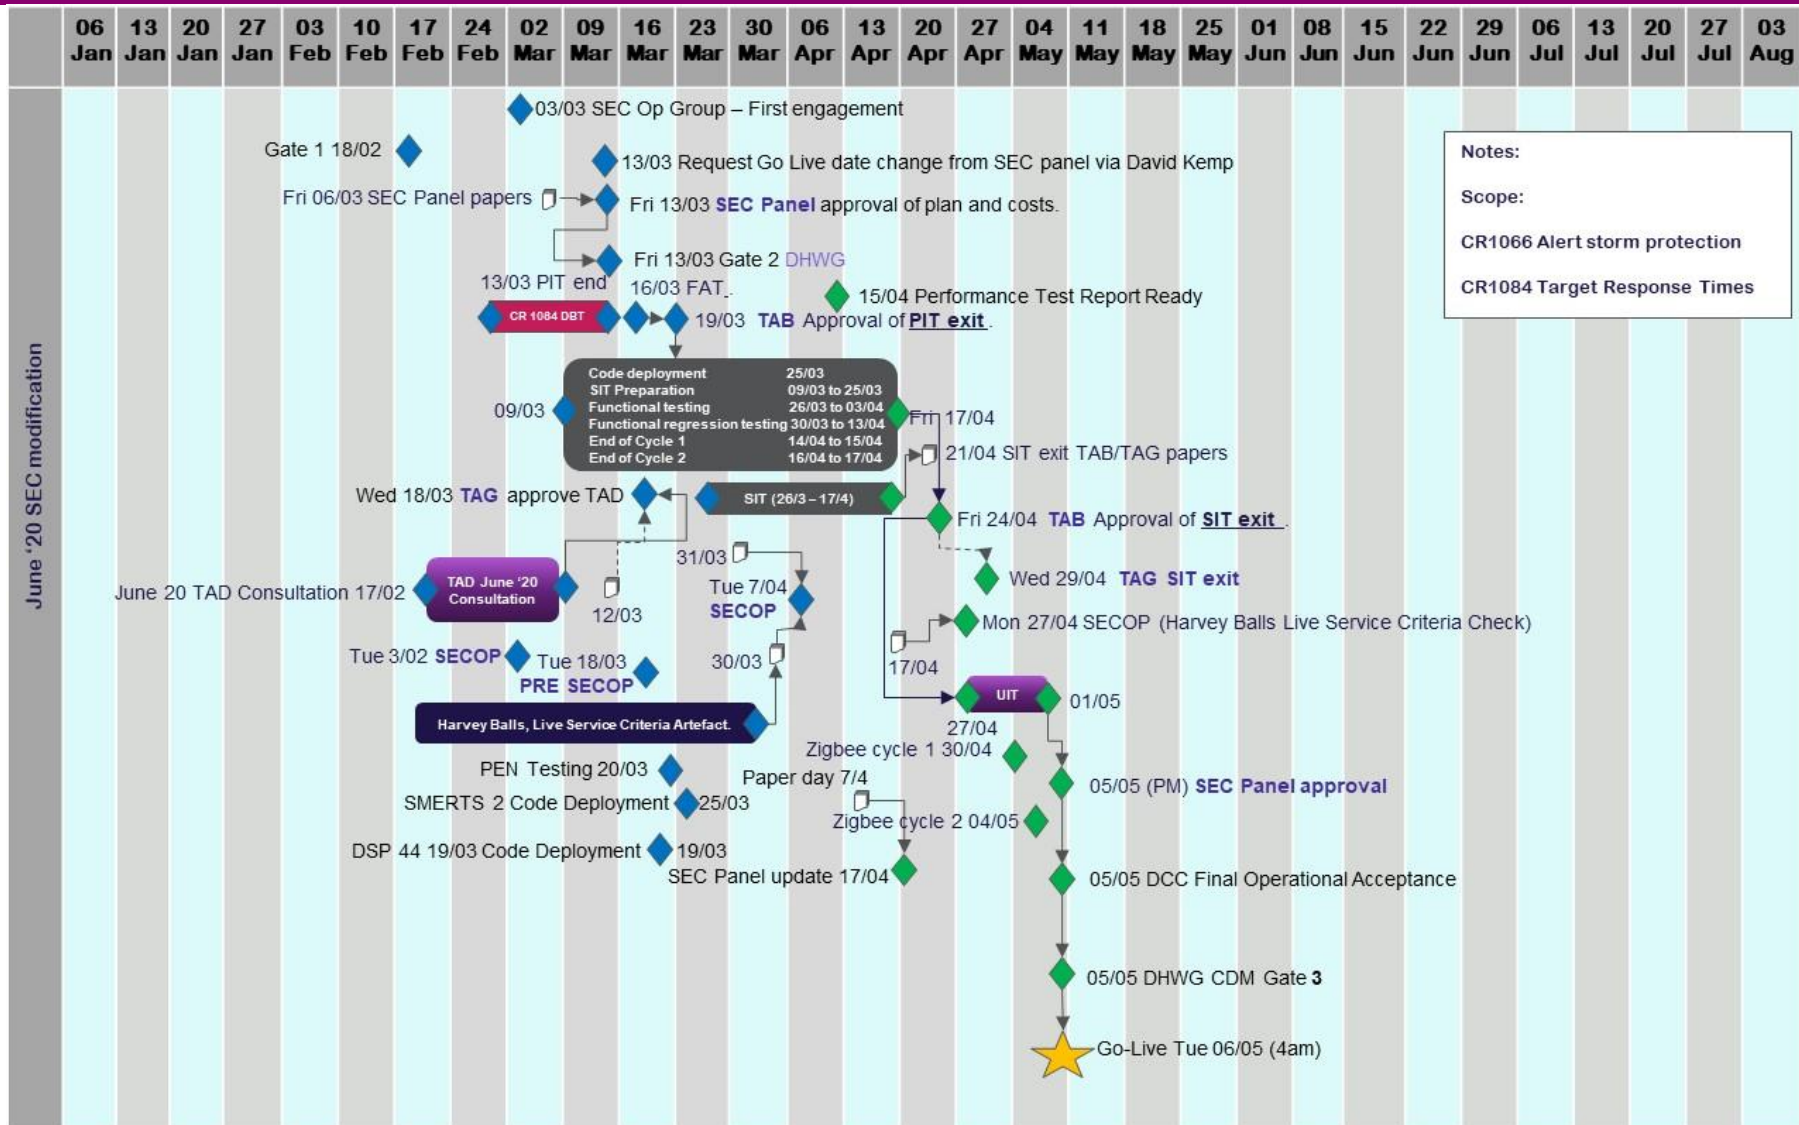 06 Jan
13 Jan
20 Jan
27 Jan
03 Feb
10 Feb
17 Feb
24 Feb
02 Mar
09 Mar
16 Mar
23 Mar
30 Mar
06 Apr
13 Apr
20 Apr
27 Apr
04 May
11 May
18 May
25 May
01 Jun
08 Jun
15 Jun
22 Jun
29 Jun
06 Jul
13 Jul
20 Jul
27 Jul
03 Aug
June ‘20 SEC modification
03/03 SEC Op Group – First engagement
Gate 1 18/02
13/03 Request Go Live date change from SEC panel via David Kemp
Fri 06/03 SEC Panel papers
Fri 13/03 SEC Panel approval of plan and costs.
Fri 13/03 Gate 2 DHWG
Notes:
Scope:
CR1066 Alert storm protection
CR1084 Target Response Times
13/03 PIT end
16/03 FAT .
15/04 Performance Test Report Ready
CR 1084 DBT
19/03 TAB Approval of PIT exit .
Code deployment 25/03
SIT Preparation 09/03 to 25/03
Functional testing 26/03 to 03/04
Functional regression testing 30/03 to 13/04
End of Cycle 1 14/04 to 15/04
End of Cycle 2 16/04 to 17/04
09/03
Fri 17/04
21/04 SIT exit TAB/TAG papers
Wed 18/03 TAG approve TAD
SIT (26/3 – 17/4)
Fri 24/04 TAB Approval of SIT exit .
31/03
Wed 29/04 TAG SIT exit
June 20 TAD Consultation 17/02
TAD June ‘20
Consultation
12/03
Tue 7/04
SECOP
Mon 27/04 SECOP (Harvey Balls Live Service Criteria Check)
17/04
Tue 3/02 SECOP
Tue 18/03
PRE SECOP
30/03
UIT
01/05
27/04
Harvey Balls, Live Service Criteria Artefact.
Zigbee cycle 1 30/04
PEN Testing 20/03
Paper day 7/4
05/05 (PM) SEC Panel approval
SMERTS 2 Code Deployment
25/03
Zigbee cycle 2 04/05
DSP 44 19/03 Code Deployment
19/03
SEC Panel update 17/04
05/05 DCC Final Operational Acceptance
05/05 DHWG CDM Gate 3
Go-Live Tue 06/05 (4am)